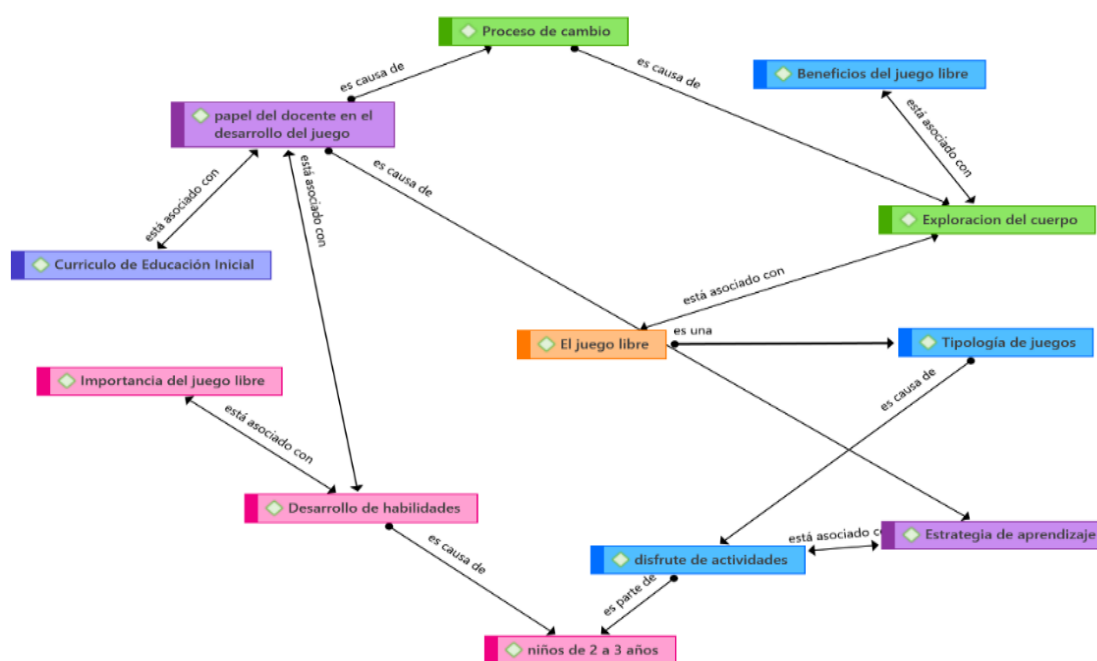 Proceso de cambio
es causa de
es causa de
Beneficios del juego libre
papel del docente en el
desarrollo del juego
está asociado con
es causa de
está asociado con
está asociado con
Exploracion del cuerpo
Curriculo de Educación Inicial
está asociado con
es una
El juego libre
Tipología de juegos
Importancia del juego libre
es causa de
está asociado con
Desarrollo de habilidades
está asociado co
Estrategia de aprendizaje
es causa de
disfrute de actividades
es parte de
niños de 2 a 3 años